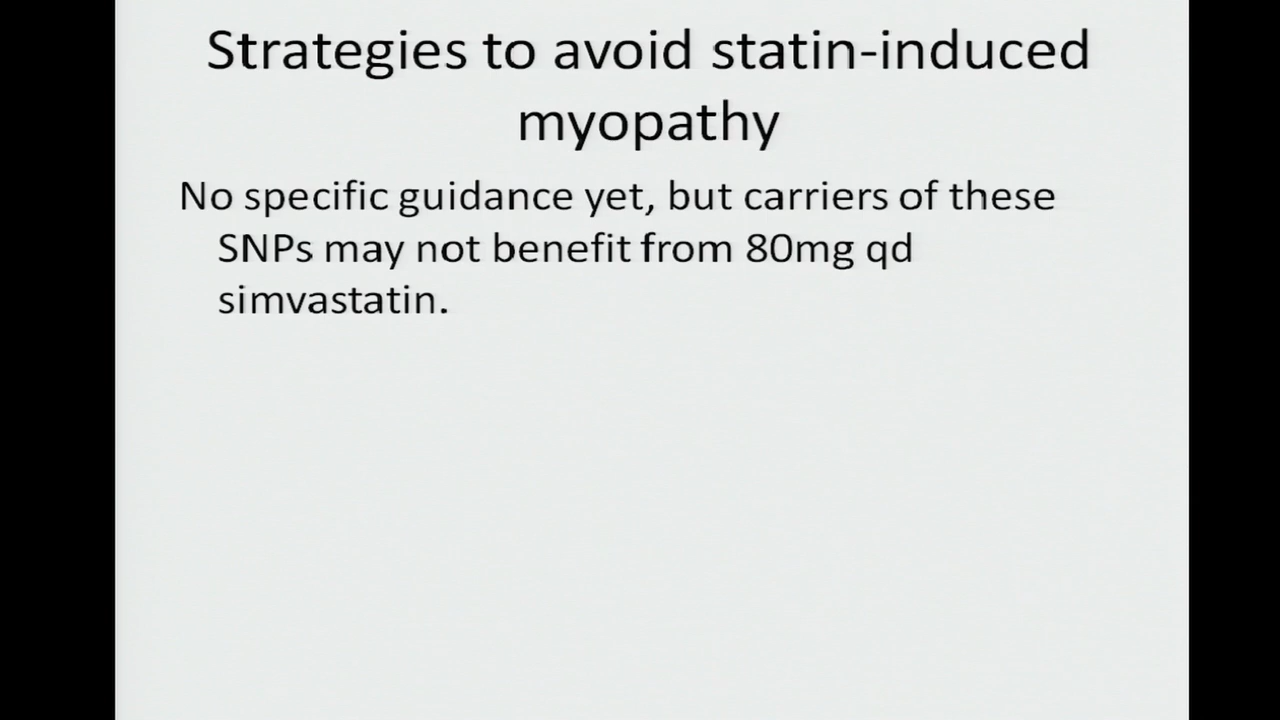 Strategies to avoid statin-induced
myopathy
No specific guidance yet, but carriers of these
SNPs may not benefit from 80mg qd
simvastatin.